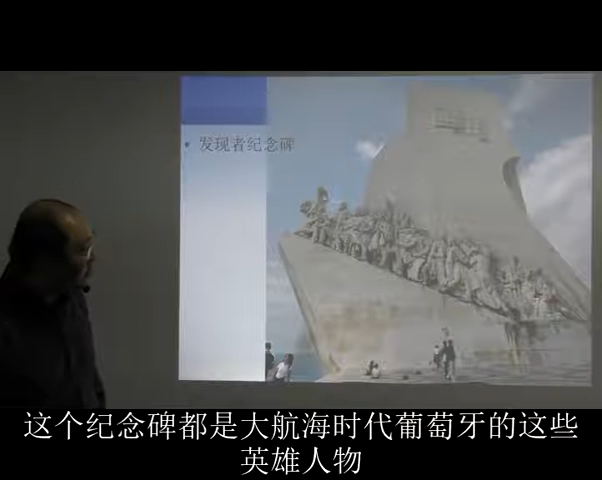 发现者纪念碑
这个纪念碑都是大航海时代葡萄牙的这些
英雄人物